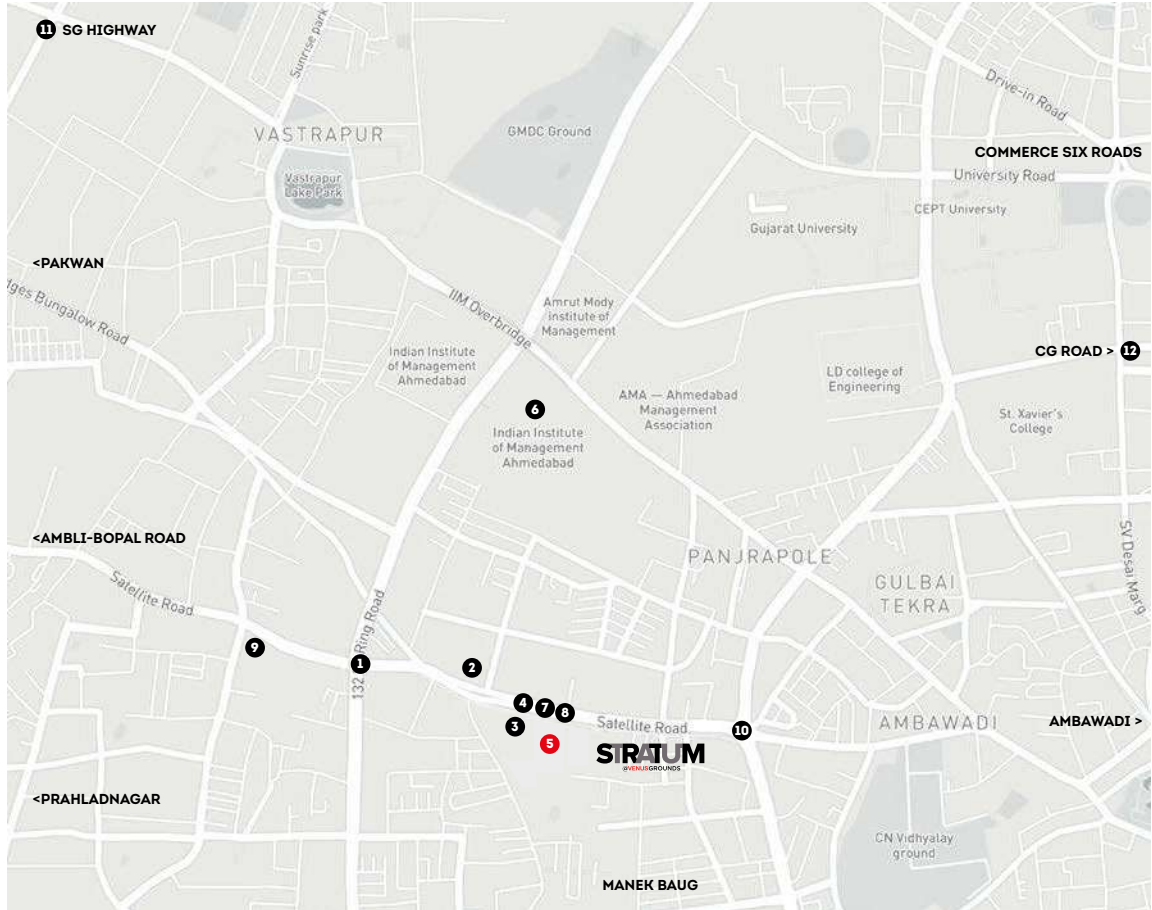 11 SG HIGHWAY
Sunrise park
VASTRAPUR
Vastrapur
Lake Park
GMDC Ground
Drive-in Road
COMMERCE SIX ROADS
University Road
CEPT University
Gujarat University
<PAKWAN
dges Bungalow Road
IIM Overbridge
Amrut Mody
institute of
Management
Indian Institute
of Management
Ahmedabad
CG ROAD > 12
LD college of
Engineering
AMA — Ahmedabad
Management
Association
St. Xavier's
College
6
Indian Institute
of Management
Ahmedabad
<AMBLI-BOPAL ROAD
PANJRAPOLE
GULBAI
TEKRA
SV Desai Marg
Satellite Road
132 Ring Road
9
1
2
4
7
8
3
5
Satellite Road
10
STRATUM
@VENUSGROUNDS
AMBAWADI
AMBAWADI >
<PRAHLADNAGAR
CN Vidhyalay
ground
MANEK BAUG